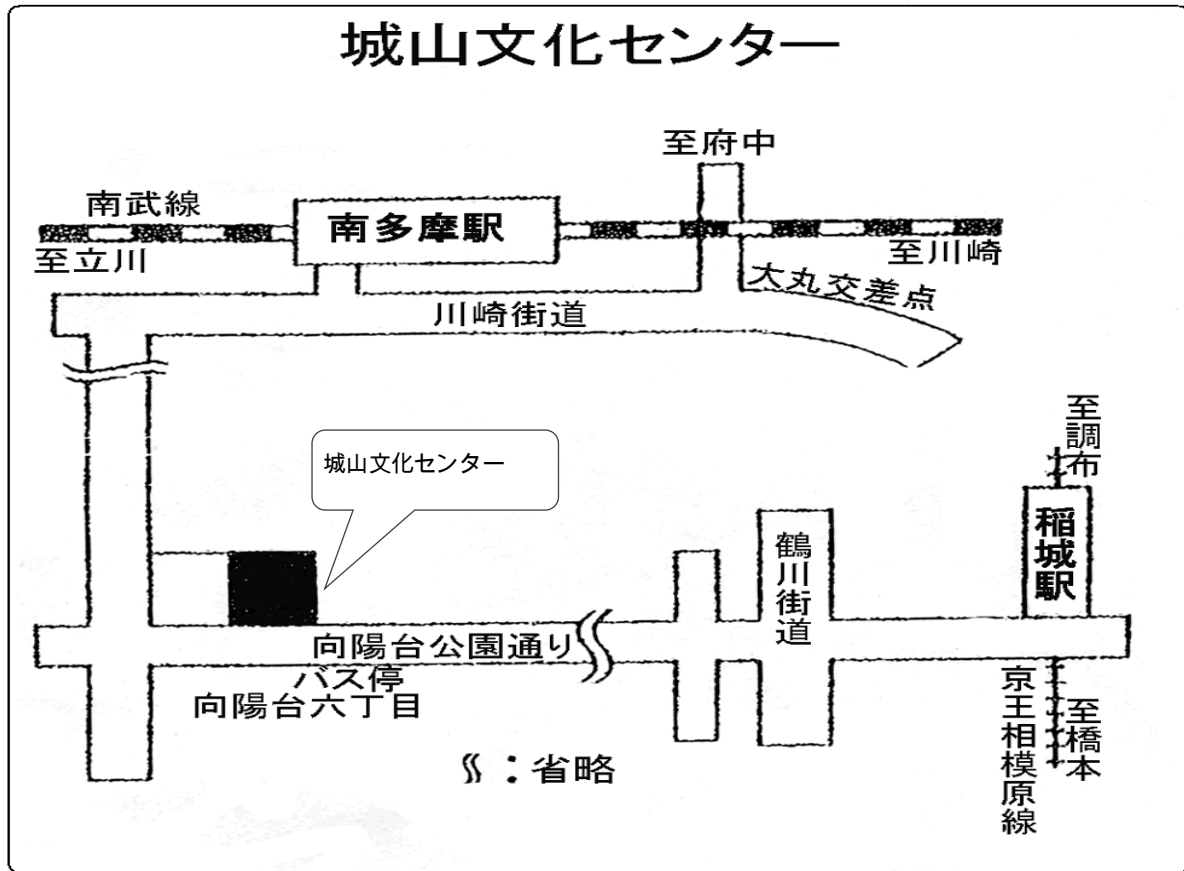 城山文化センター
至府中
南武線
南多摩駅
至立川
至川崎
大丸交差点
川崎街道
至調布
城山文化センター
稲城駅
鶴川街道
向陽台公園通り
バス停
向陽台六丁目
京王相模原線
至橋本
：省略